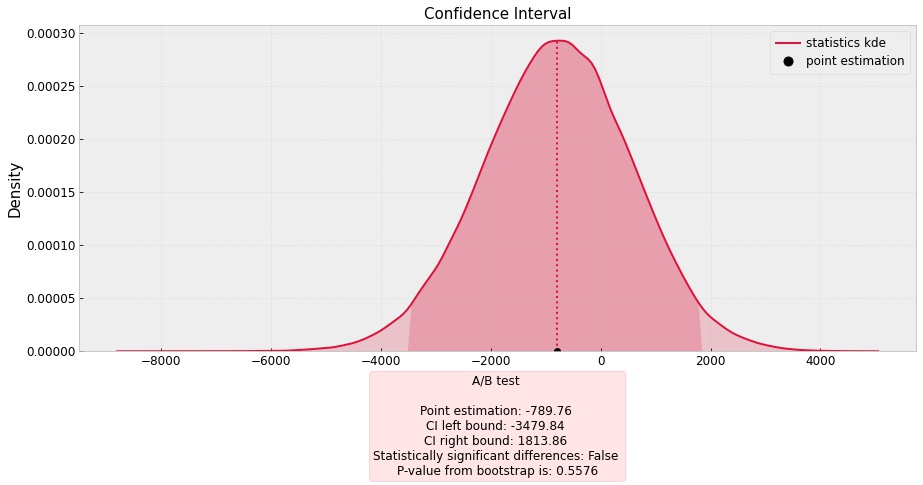 Confidence Interval
0.00030
0.00025
0.00020
0.00015
0.00010
0.00005
0.00000
Density
statistics kde
point estimation
−8000 −6000 −4000 −2000 0 2000 4000
A/B test
Point estimation: -789.76
CI left bound: -3479.84
CI right bound: 1813.86
Statistically significant differences: False
P-value from bootstrap is: 0.5576